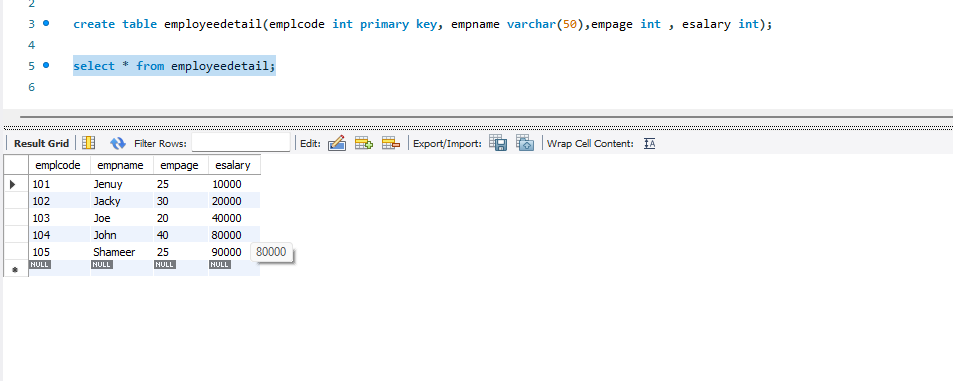 2
3 create table employeedetail(emplcode int primary key, empname varchar(50),empage int , esalary int);
4
5 select * from employeedetail;
6
Result Grid Filter Rows: Edit: Export/Import: Wrap Cell Content: IA
emplcode empname empage esalary
101 Jenuy 25 10000
102 Jacky 30 20000
103 Joe 20 40000
104 John 40 80000
105 Shameer 25 90000 80000
NULL NULL NULL NULL